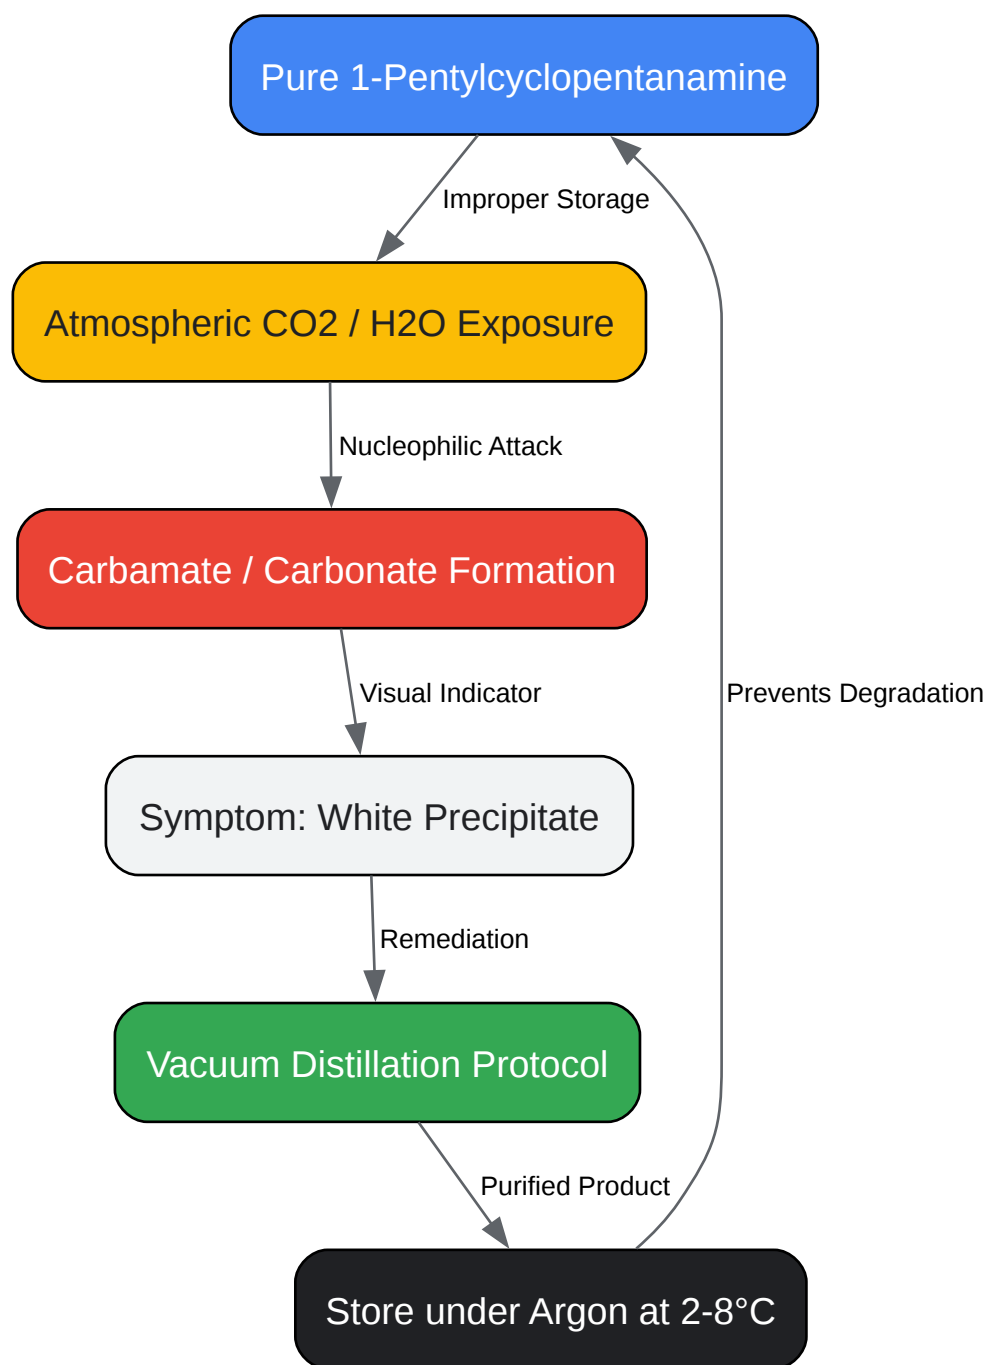 Pure 1-Pentylcyclopentanamine
Improper Storage
Atmospheric CO2 / H2O Exposure
Nucleophilic Attack
Carbamate / Carbonate Formation
Visual Indicator
Prevents Degradation
Symptom: White Precipitate
Remediation
Vacuum Distillation Protocol
Purified Product
Store under Argon at 2-8°C